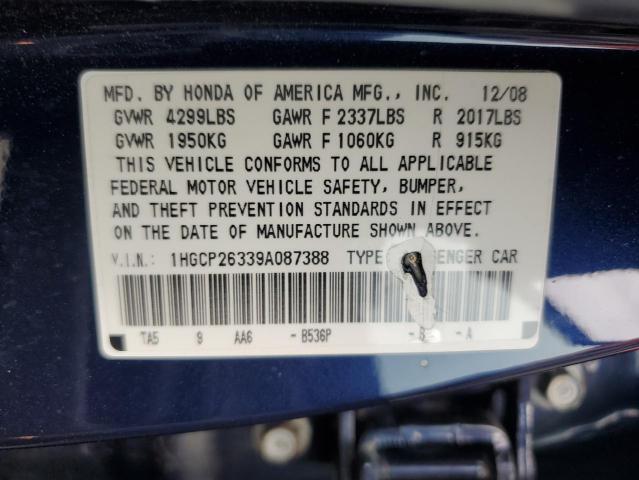 MFD. BY HONDA OF AMERICA MFG., INC. 12/08
GVWR 4299LBS GAWR F 2337LBS R 2017LBS
GVWR 1950KG GAWR F 1060KG R 915KG
THIS VEHICLE CONFORMS TO ALL APPLICABLE
FEDERAL MOTOR VEHICLE SAFETY, BUMPER,
AND THEFT PREVENTION STANDARDS IN EFFECT
ON THE DATE OF MANUFACTURE SHOWN ABOVE.
V.I.N.: 1HGCP26339A087388 TYPE ENGER CAR
TA5 9 AA6 -B536P -B -A